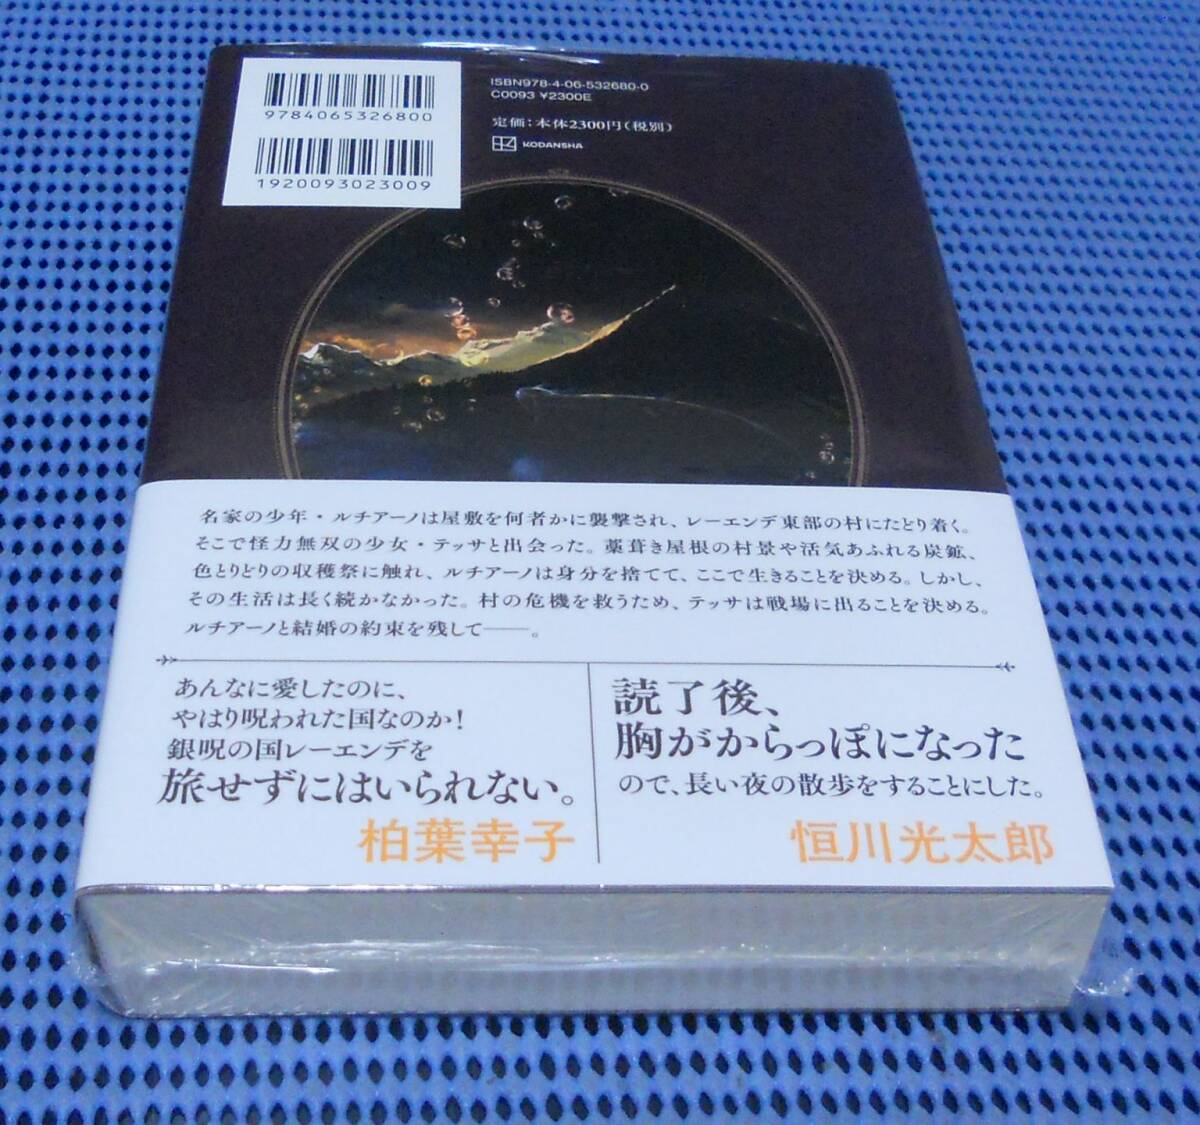 9784065326800
1920093023009
ISBN978-4-06-532680-0
C0093 ¥2300E
定価：本体2300円（税別）
KODANSHA
名家の少年・ルチアーノは屋敷を何者かに襲撃され、レーエンデ東部の村にたどり着く。
そこで怪力無双の少女・テッサと出会った。藁葺き屋根の村景や活気あふれる炭鉱、
色とりどりの収穫祭に触れ、ルチアーノは身分を捨てて、ここで生きることを決める。しかし、
その生活は長く続かなかった。村の危機を救うため、テッサは戦場に出ることを決める。
ルチアーノと結婚の約束を残して――。
あんなに愛したのに、
やはり呪われた国なのか！
銀呪の国レーエンデを
旅せずにはいられない。
柏葉幸子
読了後、
胸がからっぽになった
ので、長い夜の散歩をすることにした。
恒川光太郎